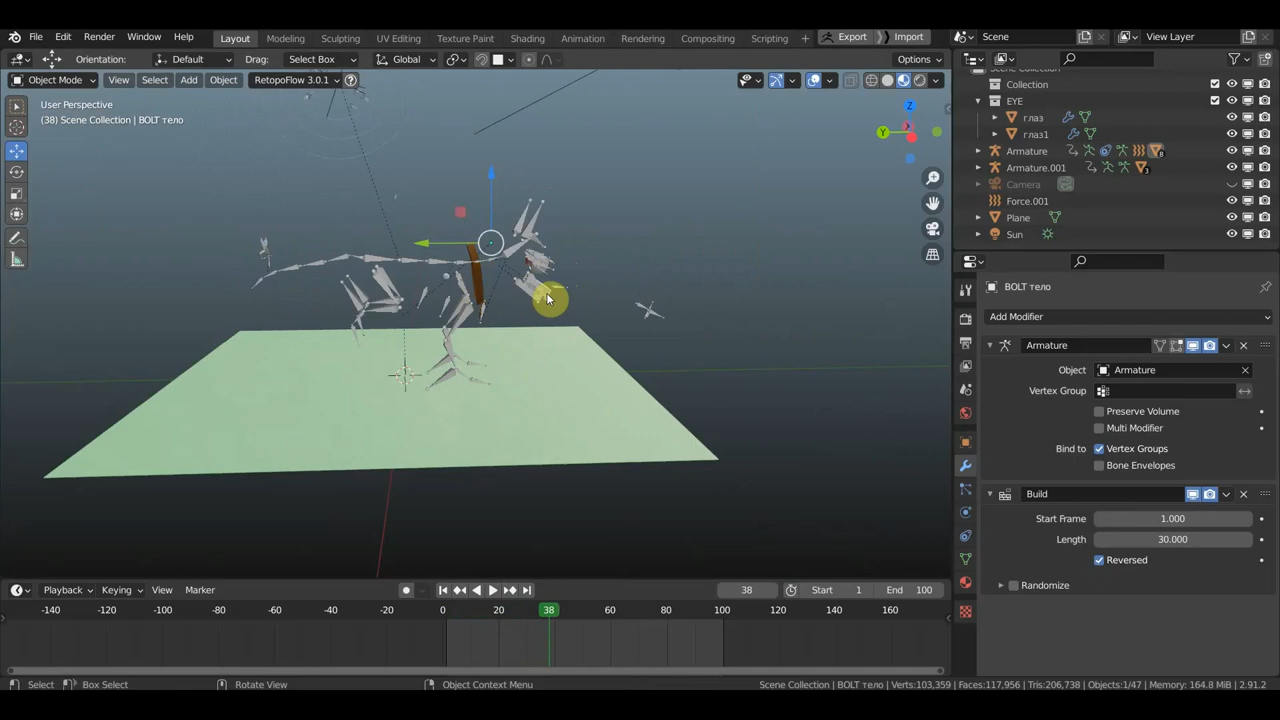 File Edit Render Window Help Layout Modeling Sculpting UV Editing Texture Paint Shading Animation Rendering Compositing Scripting + Export Import Scene View Layer
Orientation: Default Drag: Select Box Global Options
Object Mode View Select Add Object RetopoFlow 3.0.1 ?
User Perspective
(38) Scene Collection | BOLT тело
Z
Y
Collection
EYE
глаз
глаз1
Armature 8
Armature.001 3
Camera
Force.001
Plane
Sun
BOLT тело
Add Modifier
Armature
Object Armature
Vertex Group
Preserve Volume
Multi Modifier
Bind to Vertex Groups
Bone Envelopes
Build
Start Frame 1.000
Length 30.000
Reversed
Randomize
Playback Keying View Marker 38 Start 1 End 100
-140 -120 -100 -80 -60 -40 -20 0 20 38 60 80 100 120 140 160
Select Box Select Rotate View Object Context Menu Scene Collection | BOLT тело | Verts:103,359 | Faces:117,956 | Tris:206,738 | Objects:1/47 | Memory: 164.8 MiB | 2.91.2